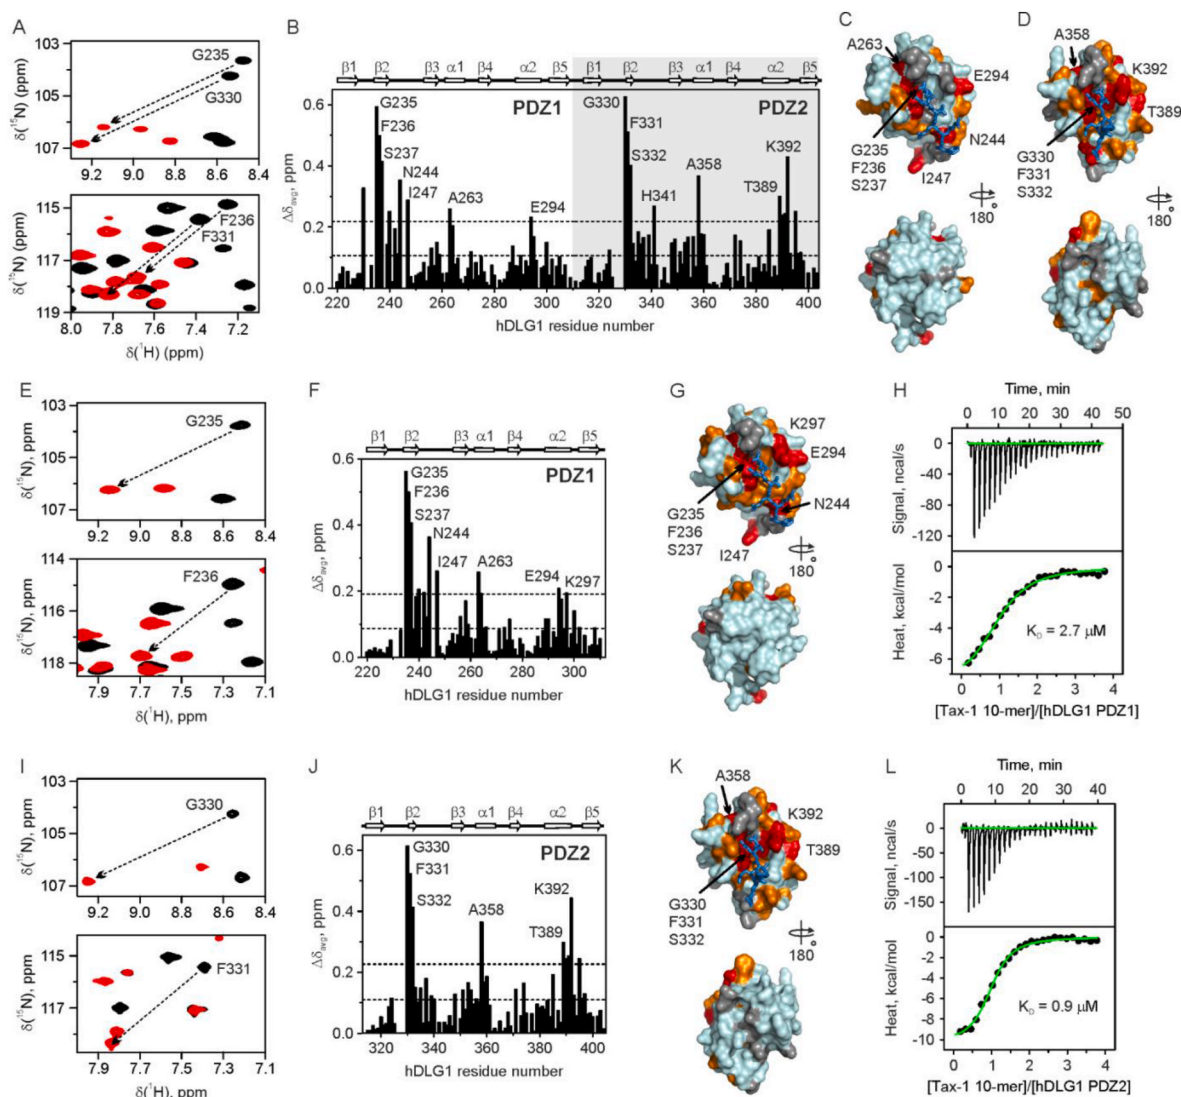 A
103
105
107
δ(¹⁵N) (ppm)
G235
G330
9.2 9.0 8.8 8.6 8.4
115
117
119
δ(¹⁵N) (ppm)
F236
F331
8.0 7.8 7.6 7.4 7.2
δ(¹H) (ppm)
B
β1 β2 β3 α1 β4 α2 β5 β1 β2 β3 α1 β4 α2 β5
0.6
0.4
0.2
0.0
Δδavg, ppm
PDZ1
PDZ2
G235
F236
S237
N244
I247
A263
E294
G330
F331
S332
H341
A358
T389
K392
220 240 260 280 300 320 340 360 380 400
hDLG1 residue number
C
A263
E294
G235
F236
S237
N244
I247
180°
D
A358
K392
T389
G330
F331
S332
180°
E
103
105
107
δ(¹⁵N), ppm
G235
9.2 9.0 8.8 8.6 8.4
114
116
118
δ(¹⁵N), ppm
F236
7.9 7.7 7.5 7.3 7.1
δ(¹H), ppm
F
β1 β2 β3 α1 β4 α2 β5
0.6
0.4
0.2
0.0
Δδavg, ppm
PDZ1
G235
F236
S237
N244
I247
A263
E294
K297
220 240 260 280 300
hDLG1 residue number
G
K297
E294
G235
F236
S237
N244
I247
180°
H
Time, min
0 10 20 30 40 50
0
-40
-80
-120
Signal, ncal/s
0
-2
-4
-6
Heat, kcal/mol
K_D = 2.7 μM
0 1 2 3 4 5
[Tax-1 10-mer]/[hDLG1 PDZ1]
I
103
105
107
δ(¹⁵N), ppm
G330
9.2 9.0 8.8 8.6 8.4
115
117
δ(¹⁵N), ppm
F331
7.9 7.7 7.5 7.3 7.1
δ(¹H), ppm
J
β1 β2 β3 α1 β4 α2 β5
0.6
0.4
0.2
0.0
Δδavg, ppm
PDZ2
G330
F331
S332
A358
T389
K392
320 340 360 380 400
hDLG1 residue number
K
A358
K392
T389
G330
F331
S332
180°
L
Time, min
0 10 20 30 40
0
-50
-100
-150
Signal, ncal/s
0
-2
-4
-6
-8
-10
Heat, kcal/mol
K_D = 0.9 μM
0 1 2 3 4
[Tax-1 10-mer]/[hDLG1 PDZ2]